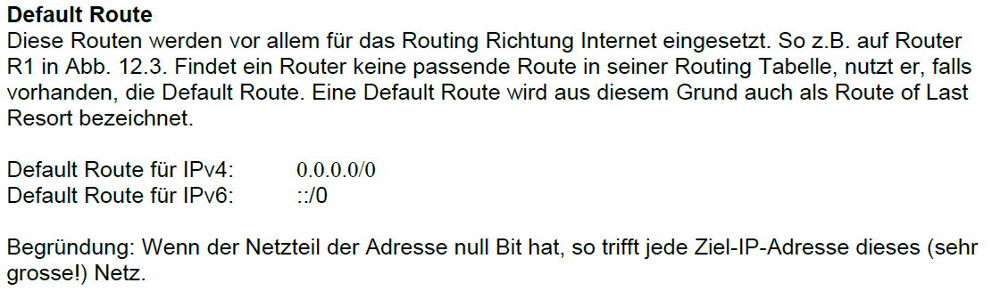 Default Route
Diese Routen werden vor allem für das Routing Richtung Internet eingesetzt. So z.B. auf Router
R1 in Abb. 12.3. Findet ein Router keine passende Route in seiner Routing Tabelle, nutzt er, falls
vorhanden, die Default Route. Eine Default Route wird aus diesem Grund auch als Route of Last
Resort bezeichnet.
Default Route für IPv4: 0.0.0.0/0
Default Route für IPv6: ::/0
Begründung: Wenn der Netzteil der Adresse null Bit hat, so trifft jede Ziel-IP-Adresse dieses (sehr
grosse!) Netz.